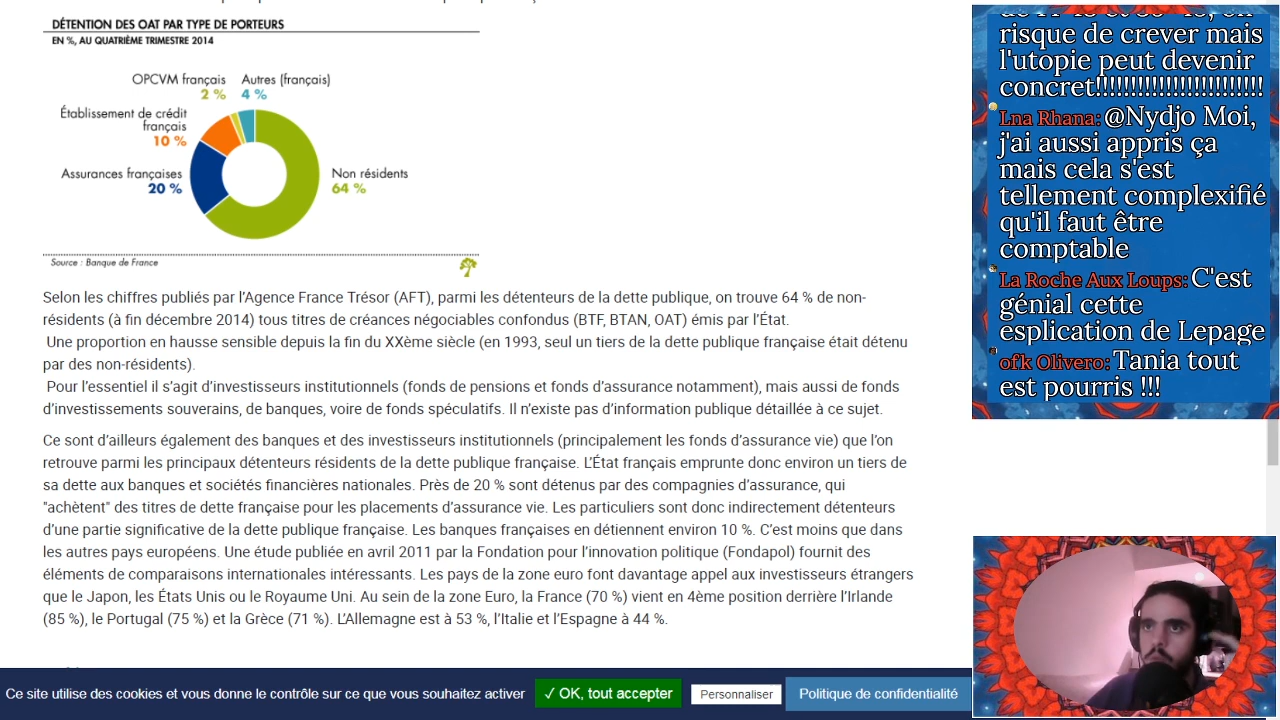 DÉTENTION DES OAT PAR TYPE DE PORTEURS
EN %, AU QUATRIÈME TRIMESTRE 2014
OPCVM français
2 %
Autres (français)
4 %
Établissement de crédit
français
10 %
Assurances françaises
20 %
Non résidents
64 %
Source : Banque de France
Selon les chiffres publiés par l’Agence France Trésor (AFT), parmi les détenteurs de la dette publique, on trouve 64 % de non-
résidents (à fin décembre 2014) tous titres de créances négociables confondus (BTF, BTAN, OAT) émis par l’État.
Une proportion en hausse sensible depuis la fin du XXème siècle (en 1993, seul un tiers de la dette publique française était détenu
par des non-résidents).
Pour l’essentiel il s’agit d’investisseurs institutionnels (fonds de pensions et fonds d’assurance notamment), mais aussi de fonds
d’investissements souverains, de banques, voire de fonds spéculatifs. Il n’existe pas d’information publique détaillée à ce sujet.
Ce sont d’ailleurs également des banques et des investisseurs institutionnels (principalement les fonds d’assurance vie) que l’on
retrouve parmi les principaux détenteurs résidents de la dette publique française. L’État français emprunte donc environ un tiers de
sa dette aux banques et sociétés financières nationales. Près de 20 % sont détenus par des compagnies d’assurance, qui
"achètent" des titres de dette française pour les placements d’assurance vie. Les particuliers sont donc indirectement détenteurs
d’une partie significative de la dette publique française. Les banques françaises en détiennent environ 10 %. C’est moins que dans
les autres pays européens. Une étude publiée en avril 2011 par la Fondation pour l’innovation politique (Fondapol) fournit des
éléments de comparaisons internationales intéressants. Les pays de la zone euro font davantage appel aux investisseurs étrangers
que le Japon, les États Unis ou le Royaume Uni. Au sein de la zone Euro, la France (70 %) vient en 4ème position derrière l’Irlande
(85 %), le Portugal (75 %) et la Grèce (71 %). L’Allemagne est à 53 %, l’Italie et l’Espagne à 44 %.
Ce site utilise des cookies et vous donne le contrôle sur ce que vous souhaitez activer
✓ OK, tout accepter
Personnaliser
Politique de confidentialité
risque de crever mais
l'utopie peut devenir
concret!!!!!!!!!!!!!!!!!!!!!!!!
Lna Rhana: @Nydjo Moi,
j'ai aussi appris ça
mais cela s'est
tellement complexifié
qu'il faut être
comptable
La Roche Aux Loups: C'est
génial cette
esplication de Lepage
ofk Olivero: Tania tout
est pourris !!!